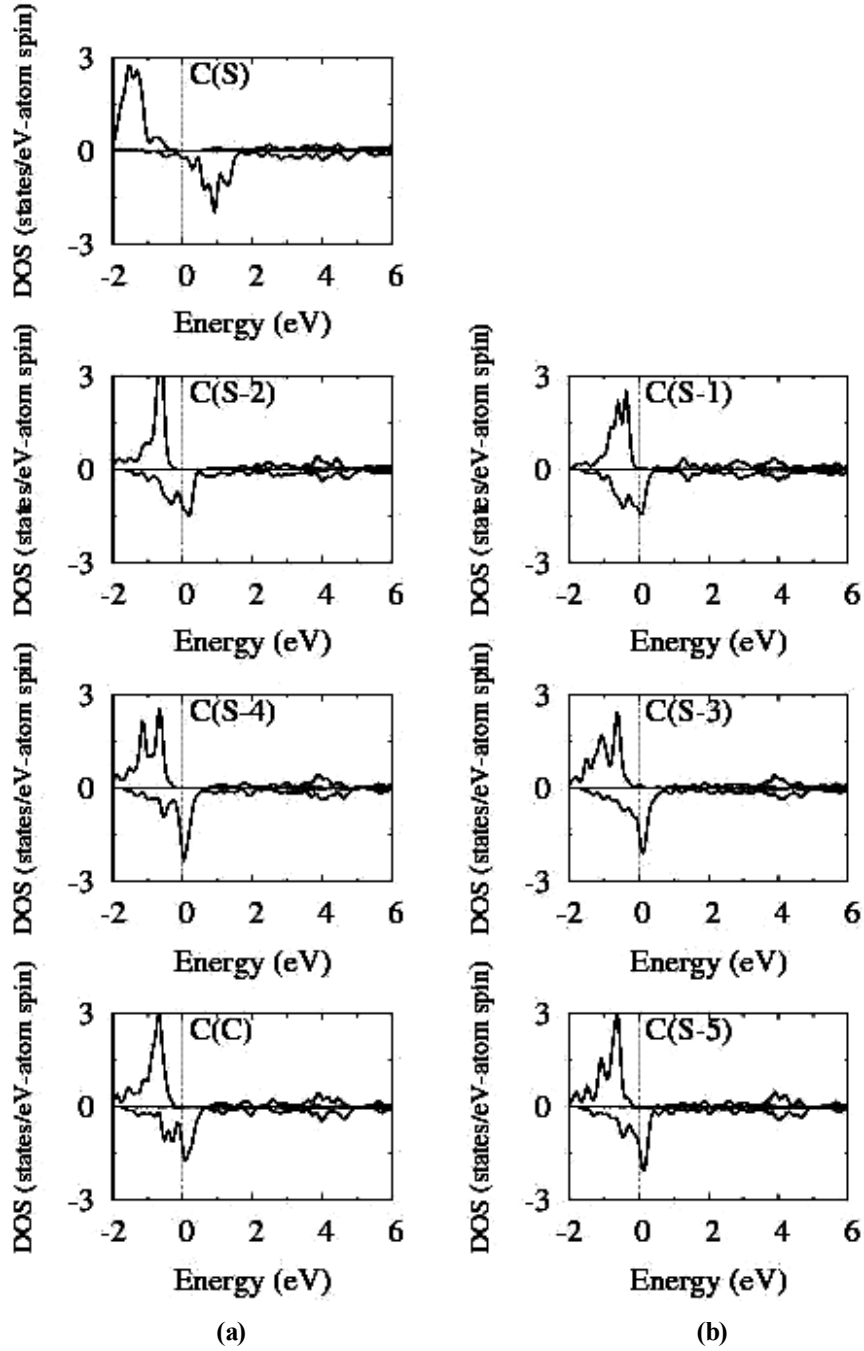 DOS (states/eV-atom spin)
3
0
-3
C(S)
-2 0 2 4 6
Energy (eV)
DOS (states/eV-atom spin)
3
0
-3
C(S-2)
-2 0 2 4 6
Energy (eV)
DOS (states/eV-atom spin)
3
0
-3
C(S-1)
-2 0 2 4 6
Energy (eV)
DOS (states/eV-atom spin)
3
0
-3
C(S-4)
-2 0 2 4 6
Energy (eV)
DOS (states/eV-atom spin)
3
0
-3
C(S-3)
-2 0 2 4 6
Energy (eV)
DOS (states/eV-atom spin)
3
0
-3
C(C)
-2 0 2 4 6
Energy (eV)
DOS (states/eV-atom spin)
3
0
-3
C(S-5)
-2 0 2 4 6
Energy (eV)
(a)
(b)